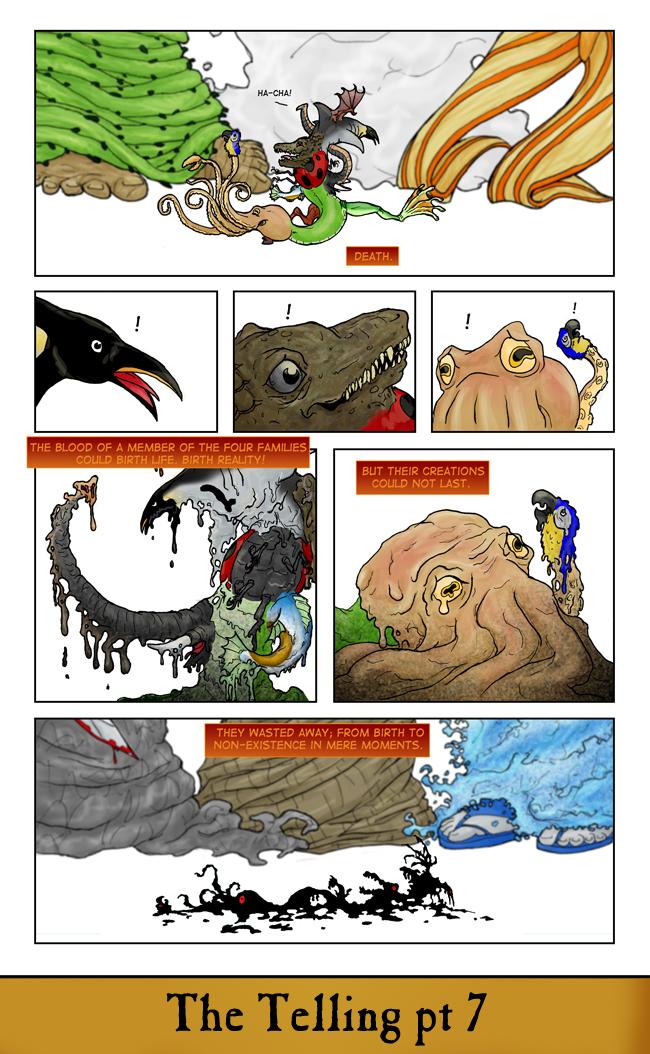 HA-CHA!
DEATH.
!
!
!
!
THE BLOOD OF A MEMBER OF THE FOUR FAMILIES
COULD BIRTH LIFE. BIRTH REALITY!
BUT THEIR CREATIONS
COULD NOT LAST.
THEY WASTED AWAY; FROM BIRTH TO
NON-EXISTENCE IN MERE MOMENTS.
The Telling pt 7